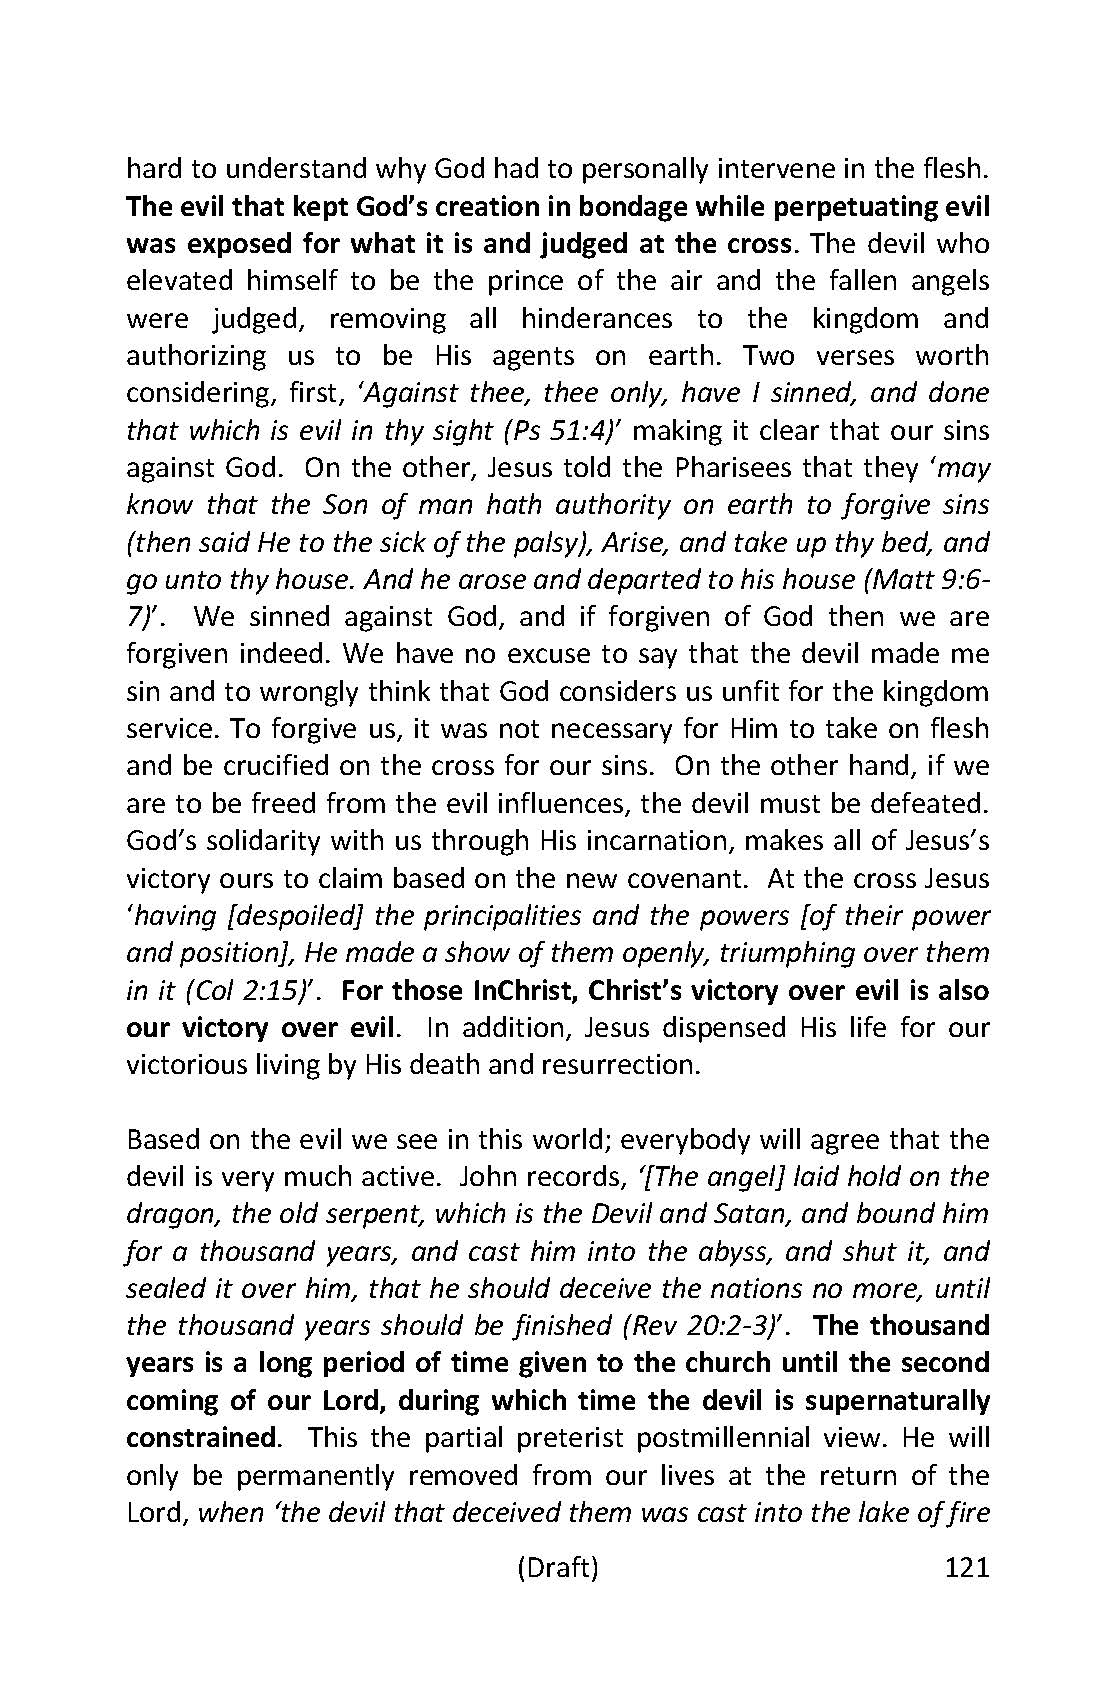 hard to understand why God had to personally intervene in the flesh.
The evil that kept God’s creation in bondage while perpetuating evil
was exposed for what it is and judged at the cross. The devil who
elevated himself to be the prince of the air and the fallen angels
were judged, removing all hinderances to the kingdom and
authorizing us to be His agents on earth. Two verses worth
considering, first, ‘Against thee, thee only, have I sinned, and done
that which is evil in thy sight (Ps 51:4)’ making it clear that our sins
against God.  On the other, Jesus told the Pharisees that they ‘may
know that the Son of man hath authority on earth to forgive sins
(then said He to the sick of the palsy), Arise, and take up thy bed, and
go unto thy house. And he arose and departed to his house (Matt 9:6-
7)’.  We sinned against God, and if forgiven of God then we are
forgiven indeed. We have no excuse to say that the devil made me
sin and to wrongly think that God considers us unfit for the kingdom
service. To forgive us, it was not necessary for Him to take on flesh
and be crucified on the cross for our sins.  On the other hand, if we
are to be freed from the evil influences, the devil must be defeated.
God’s solidarity with us through His incarnation, makes all of Jesus’s
victory ours to claim based on the new covenant.  At the cross Jesus
‘having [despoiled] the principalities and the powers [of their power
and position], He made a show of them openly, triumphing over them
in it (Col 2:15)’.  For those InChrist, Christ’s victory over evil is also
our victory over evil.  In addition, Jesus dispensed His life for our
victorious living by His death and resurrection.

Based on the evil we see in this world; everybody will agree that the
devil is very much active.  John records, ‘[The angel] laid hold on the
dragon, the old serpent, which is the Devil and Satan, and bound him
for a thousand years, and cast him into the abyss, and shut it, and
sealed it over him, that he should deceive the nations no more, until
the thousand years should be finished (Rev 20:2-3)’.  The thousand
years is a long period of time given to the church until the second
coming of our Lord, during which time the devil is supernaturally
constrained.  This the partial preterist postmillennial view. He will
only be permanently removed from our lives at the return of the
Lord, when ‘the devil that deceived them was cast into the lake of fire
(Draft) 121